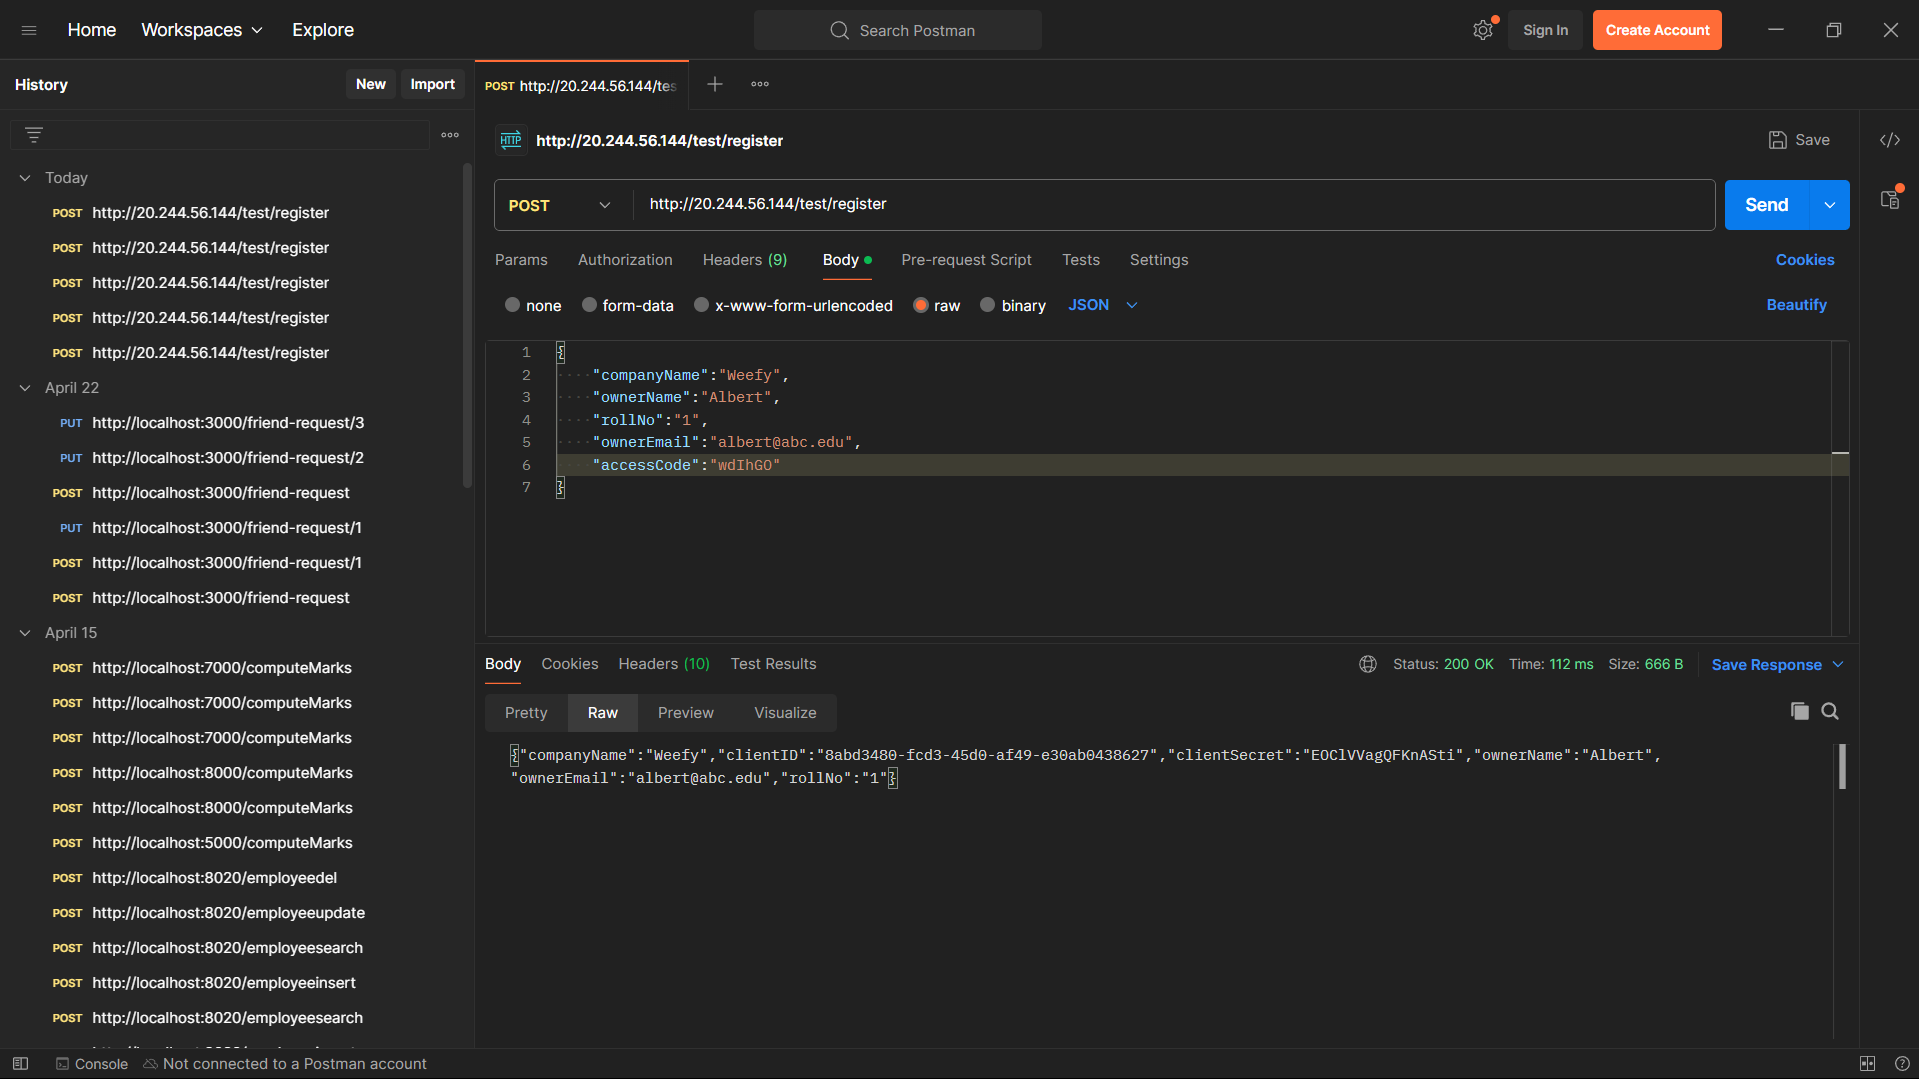 Home Workspaces Explore Search Postman Sign In Create Account
History New Import
POST http://20.244.56.144/tes
http://20.244.56.144/test/register Save
POST http://20.244.56.144/test/register Send
Params Authorization Headers (9) Body Pre-request Script Tests Settings Cookies
none form-data x-www-form-urlencoded raw binary JSON Beautify
1 {
2 "companyName":"Weefy",
3 "ownerName":"Albert",
4 "rollNo":"1",
5 "ownerEmail":"albert@abc.edu",
6 "accessCode":"wdIhGO"
7 }
Today
POST http://20.244.56.144/test/register
POST http://20.244.56.144/test/register
POST http://20.244.56.144/test/register
POST http://20.244.56.144/test/register
POST http://20.244.56.144/test/register
April 22
PUT http://localhost:3000/friend-request/3
PUT http://localhost:3000/friend-request/2
POST http://localhost:3000/friend-request
PUT http://localhost:3000/friend-request/1
POST http://localhost:3000/friend-request/1
POST http://localhost:3000/friend-request
April 15
POST http://localhost:7000/computeMarks
POST http://localhost:7000/computeMarks
POST http://localhost:7000/computeMarks
POST http://localhost:8000/computeMarks
POST http://localhost:8000/computeMarks
POST http://localhost:5000/computeMarks
POST http://localhost:8020/employeedel
POST http://localhost:8020/employeeupdate
POST http://localhost:8020/employeesearch
POST http://localhost:8020/employeeinsert
POST http://localhost:8020/employeesearch
Body Cookies Headers (10) Test Results Status: 200 OK Time: 112 ms Size: 666 B Save Response
Pretty Raw Preview Visualize
{"companyName":"Weefy","clientID":"8abd3480-fcd3-45d0-af49-e30ab0438627","clientSecret":"EOClVVagQFKnASti","ownerName":"Albert",
"ownerEmail":"albert@abc.edu","rollNo":"1"}
Console Not connected to a Postman account